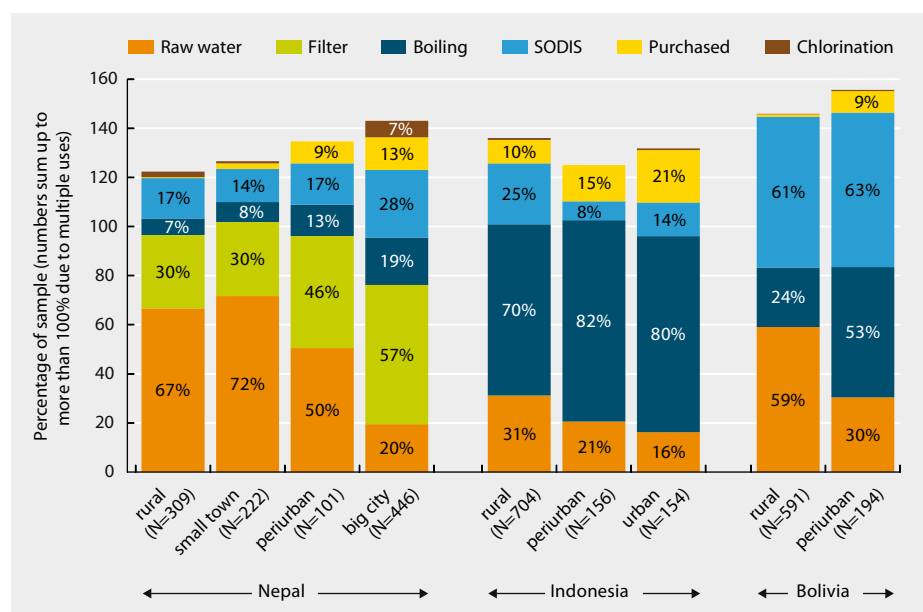 Raw water Filter Boiling SODIS Purchased Chlorination
Percentage of sample (numbers sum up to
more than 100% due to multiple uses)
160
140
120
100
80
60
40
20
0
17%
7%
30%
67%
14%
8%
30%
72%
9%
17%
13%
46%
50%
7%
13%
28%
19%
57%
20%
10%
25%
70%
31%
15%
8%
82%
21%
21%
14%
80%
16%
61%
24%
59%
9%
63%
53%
30%
rural
(N=309)
small town
(N=222)
periurban
(N=101)
big city
(N=446)
rural
(N=704)
periurban
(N=156)
urban
(N=154)
rural
(N=591)
periurban
(N=194)
Nepal
Indonesia
Bolivia